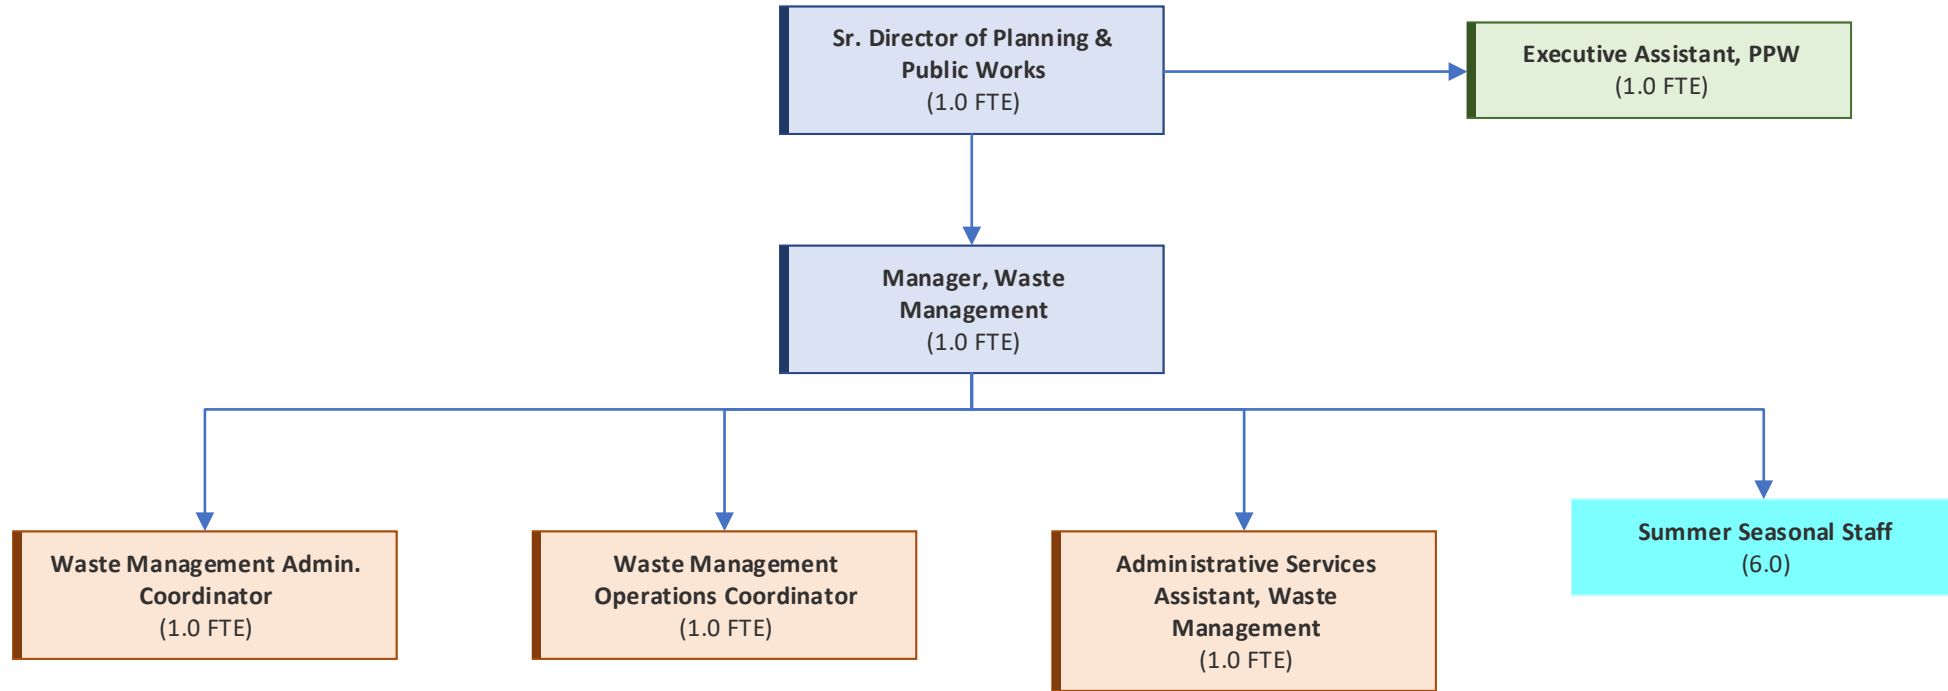 Sr. Director of Planning &
Public Works
(1.0 FTE)
Executive Assistant, PPW
(1.0 FTE)
Manager, Waste
Management
(1.0 FTE)
Waste Management Admin.
Coordinator
(1.0 FTE)
Waste Management
Operations Coordinator
(1.0 FTE)
Administrative Services
Assistant, Waste
Management
(1.0 FTE)
Summer Seasonal Staff
(6.0)